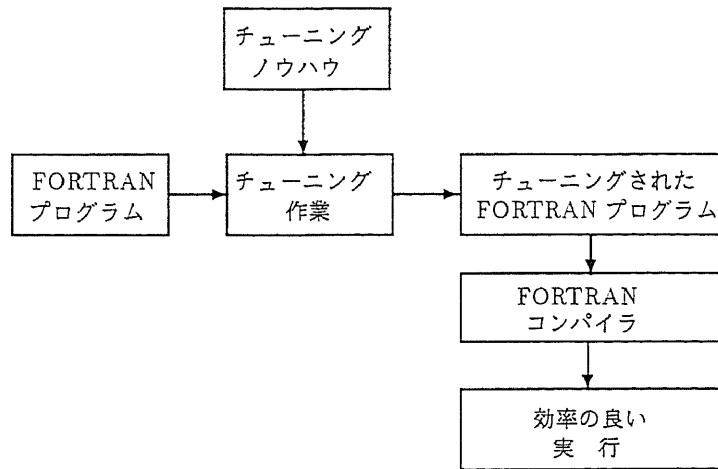 チューニング
ノウハウ
FORTRAN
プログラム
チューニング
作業
チューニングされた
FORTRAN プログラム
FORTRAN
コンパイラ
効率の良い
実　行